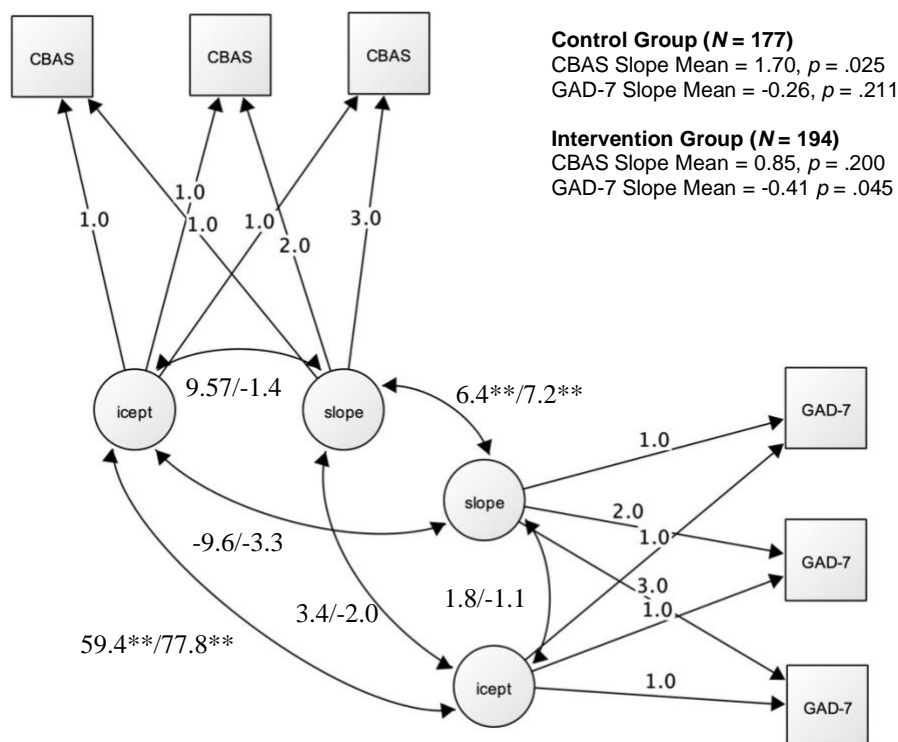 Control Group (N = 177)
CBAS Slope Mean = 1.70, p = .025
GAD-7 Slope Mean = -0.26, p = .211
Intervention Group (N = 194)
CBAS Slope Mean = 0.85, p = .200
GAD-7 Slope Mean = -0.41 p = .045
CBAS
CBAS
CBAS
1.0
1.0
1.0
1.0
2.0
3.0
icept
9.57/-1.4
slope
6.4**/7.2**
GAD-7
1.0
slope
2.0
1.0
GAD-7
-9.6/-3.3
3.4/-2.0
1.8/-1.1
3.0
1.0
59.4**/77.8**
icept
1.0
GAD-7